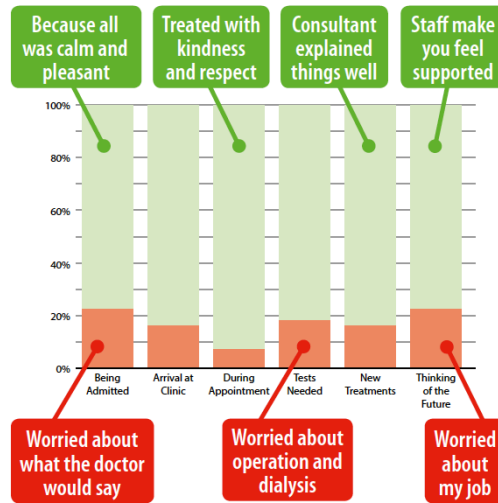 Because all
was calm and
pleasant
Treated with
kindness
and respect
Consultant
explained
things well
Staff make
you feel
supported
100%
80%
60%
40%
20%
0%
Being
Admitted
Arrival at
Clinic
During
Appointment
Tests
Needed
New
Treatments
Thinking
of the
Future
Worried about
what the doctor
would say
Worried about
operation and
dialysis
Worried
about
my job